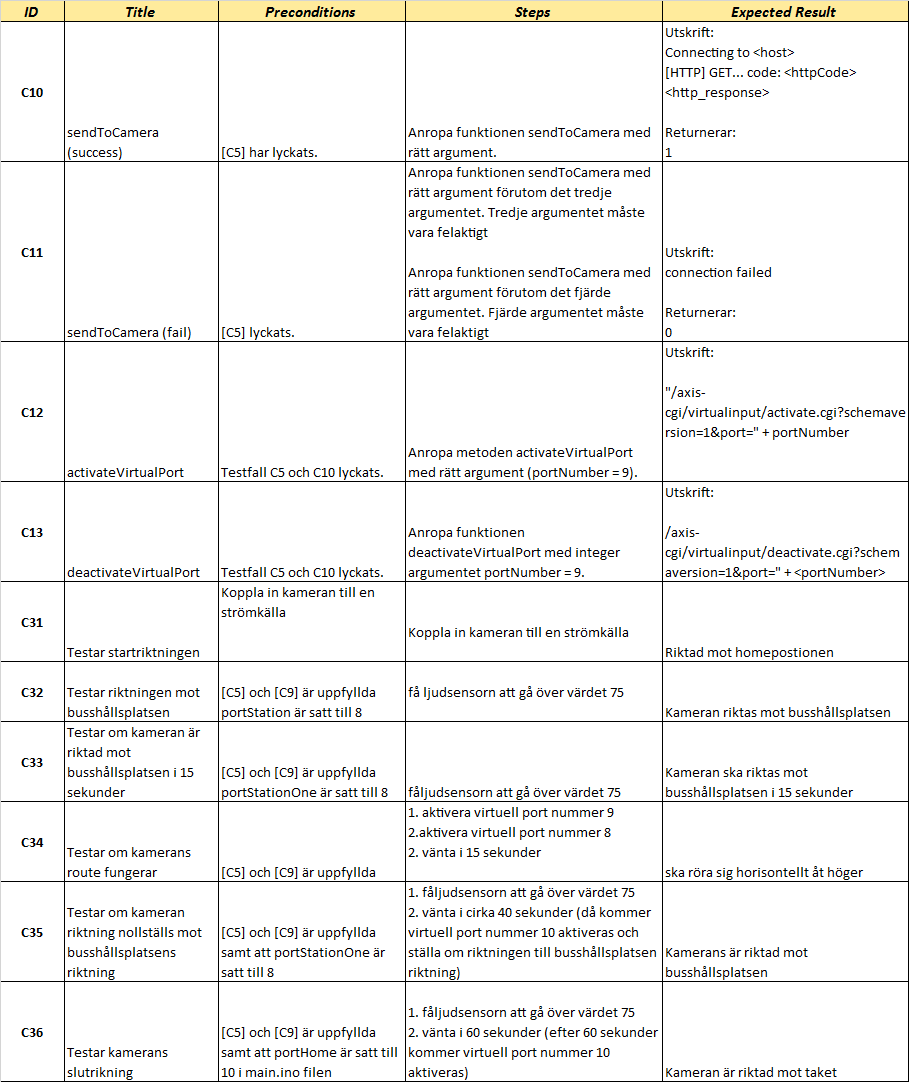 ID Title Preconditions Steps Expected Result
C10
sendToCamera
(success)
[C5] har lyckats.
Anropa funktionen sendToCamera med
rätt argument.
Utskrift:
Connecting to <host>
[HTTP] GET... code: <httpCode>
<http_response>
Returnerar:
1
C11
sendToCamera (fail)
[C5] lyckats.
Anropa funktionen sendToCamera med
rätt argument förutom det tredje
argumentet. Tredje argumentet måste
vara felaktigt
Anropa funktionen sendToCamera med
rätt argument förutom det fjärde
argumentet. Fjärde argumentet måste
vara felaktigt
Utskrift:
connection failed
Returnerar:
0
C12
activateVirtualPort
Testfall C5 och C10 lyckats.
Anropa metoden activateVirtualPort
med rätt argument (portNumber = 9).
Utskrift:
"/axis-
cgi/virtualinput/activate.cgi?schemave
rsion=1&port=" + portNumber
C13
deactivateVirtualPort
Testfall C5 och C10 lyckats.
Anropa funktionen
deactivateVirtualPort med integer
argumentet portNumber = 9.
Utskrift:
/axis-
cgi/virtualinput/deactivate.cgi?schem
aversion=1&port=" + <portNumber>
C31
Testar startriktningen
Koppla in kameran till en
strömkälla
Koppla in kameran till en strömkälla
Riktad mot homepostionen
C32
Testar riktningen mot
busshållsplatsen
[C5] och [C9] är uppfyllda
portStation är satt till 8
få ljudsensorn att gå över värdet 75
Kameran riktas mot busshållsplatsen
C33
Testar om kameran är
riktad mot
busshållsplatsen i 15
sekunder
[C5] och [C9] är uppfyllda
portStationOne är satt till 8
fåljudsensorn att gå över värdet 75
Kameran ska riktas mot
busshållsplatsen i 15 sekunder
C34
Testar om kamerans
route fungerar
[C5] och [C9] är uppfyllda
1. aktivera virtuell port nummer 9
2.aktivera virtuell port nummer 8
2. vänta i 15 sekunder
ska röra sig horisontellt åt höger
C35
Testar om kameran
riktning nollställs mot
busshållsplatsens
riktning
[C5] och [C9] är uppfyllda
samt att portStationOne är
satt till 8
1. fåljudsensorn att gå över värdet 75
2. vänta i cirka 40 sekunder (då kommer
virtuell port nummer 10 aktiveras och
ställa om riktningen till busshållsplatsen
riktning)
Kamerans är riktad mot
busshållsplatsen
C36
Testar kamerans
slutrikning
[C5] och [C9] är uppfyllda
samt att portHome är satt till
10 i main.ino filen
1. fåljudsensorn att gå över värdet 75
2. vänta i 60 sekunder (efter 60 sekunder
kommer virtuell port nummer 10
aktiveras)
Kameran är riktad mot taket